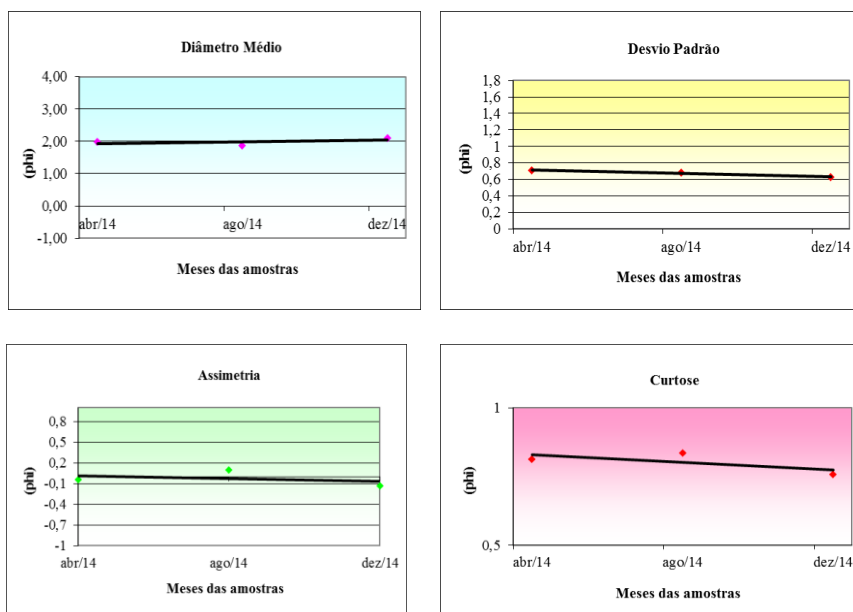 Diâmetro Médio
4,00
3,00
2,00
1,00
0,00
-1,00
(phi)
abr/14
ago/14
dez/14
Meses das amostras
Desvio Padrão
1,8
1,6
1,4
1,2
1
0,8
0,6
0,4
0,2
0
(phi)
abr/14
ago/14
dez/14
Meses das amostras
Assimetria
0,8
0,5
0,2
-0,1
-0,4
-0,7
-1
(phi)
abr/14
ago/14
dez/14
Meses das amostras
Curtose
1
0,5
(phi)
abr/14
ago/14
dez/14
Meses das amostras